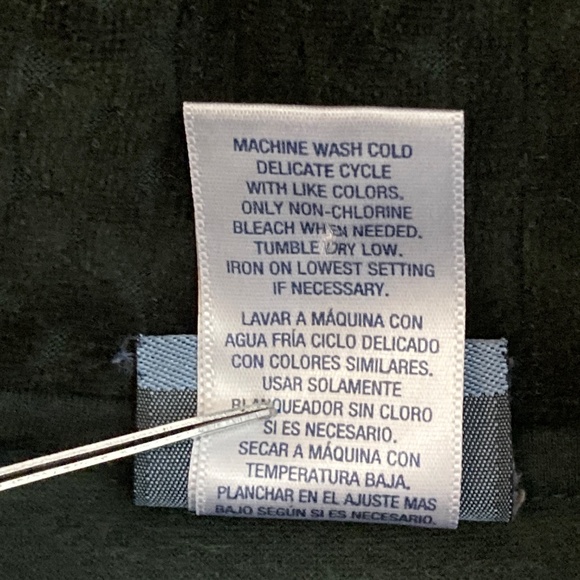 MACHINE WASH COLD
DELICATE CYCLE
WITH LIKE COLORS.
ONLY NON-CHLORINE
BLEACH WHEN NEEDED.
TUMBLE DRY LOW.
IRON ON LOWEST SETTING
IF NECESSARY.
LAVAR A MÁQUINA CON
AGUA FRÍA CICLO DELICADO
CON COLORES SIMILARES.
USAR SOLAMENTE
BLANQUEADOR SIN CLORO
SI ES NECESARIO.
SECAR A MÁQUINA CON
TEMPERATURA BAJA.
PLANCHAR EN EL AJUSTE MAS
BAJO SEGÚN SI ES NECESARIO.